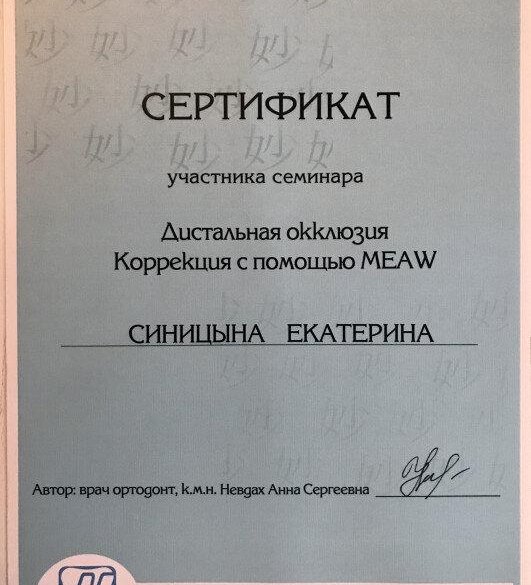 СЕРТИФИКАТ
участника семинара
Дистальная окклюзия
Коррекция с помощью MEAW
СИНИЦЫНА ЕКАТЕРИНА
Автор: врач ортодонт, к.м.н. Невдах Анна Сергеевна